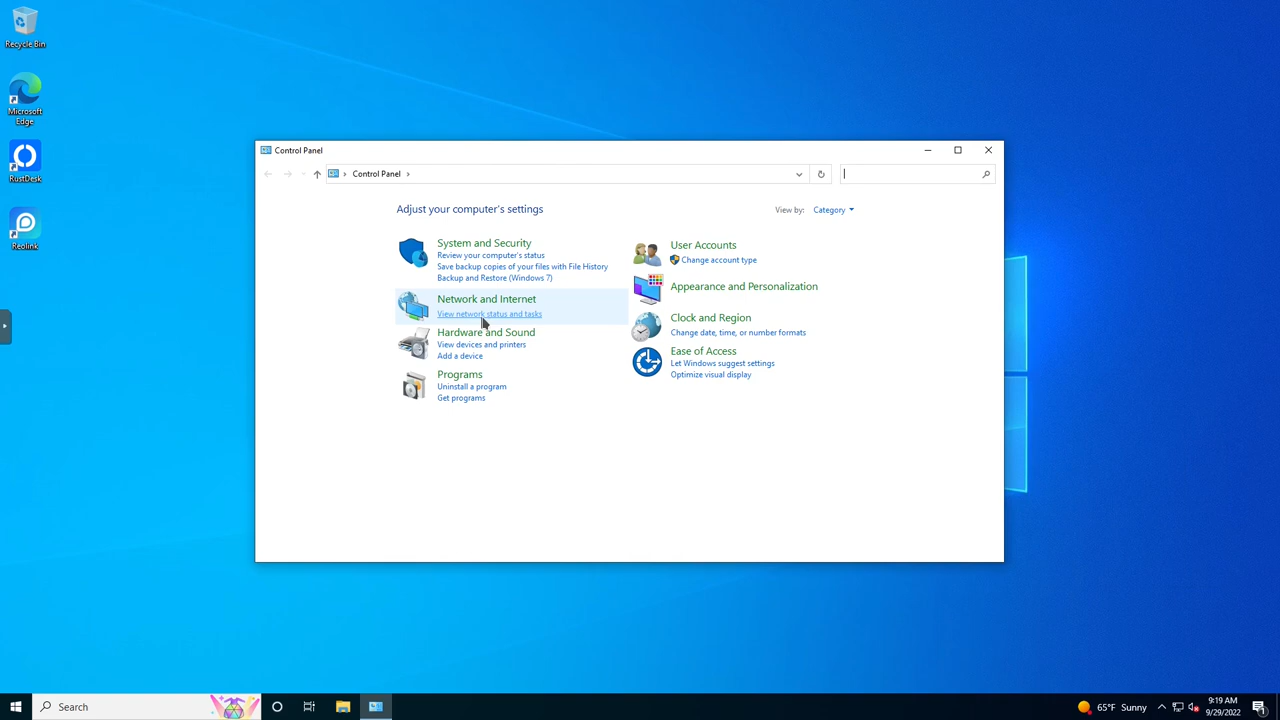 Recycle Bin
Microsoft
Edge
RustDesk
Reolink
Control Panel
Control Panel
Adjust your computer's settings
View by: Category
System and Security
Review your computer's status
Save backup copies of your files with File History
Backup and Restore (Windows 7)
Network and Internet
View network status and tasks
Hardware and Sound
View devices and printers
Add a device
Programs
Uninstall a program
Get programs
User Accounts
Change account type
Appearance and Personalization
Clock and Region
Change date, time, or number formats
Ease of Access
Let Windows suggest settings
Optimize visual display
Search
65°F Sunny
9:19 AM
9/29/2022
1